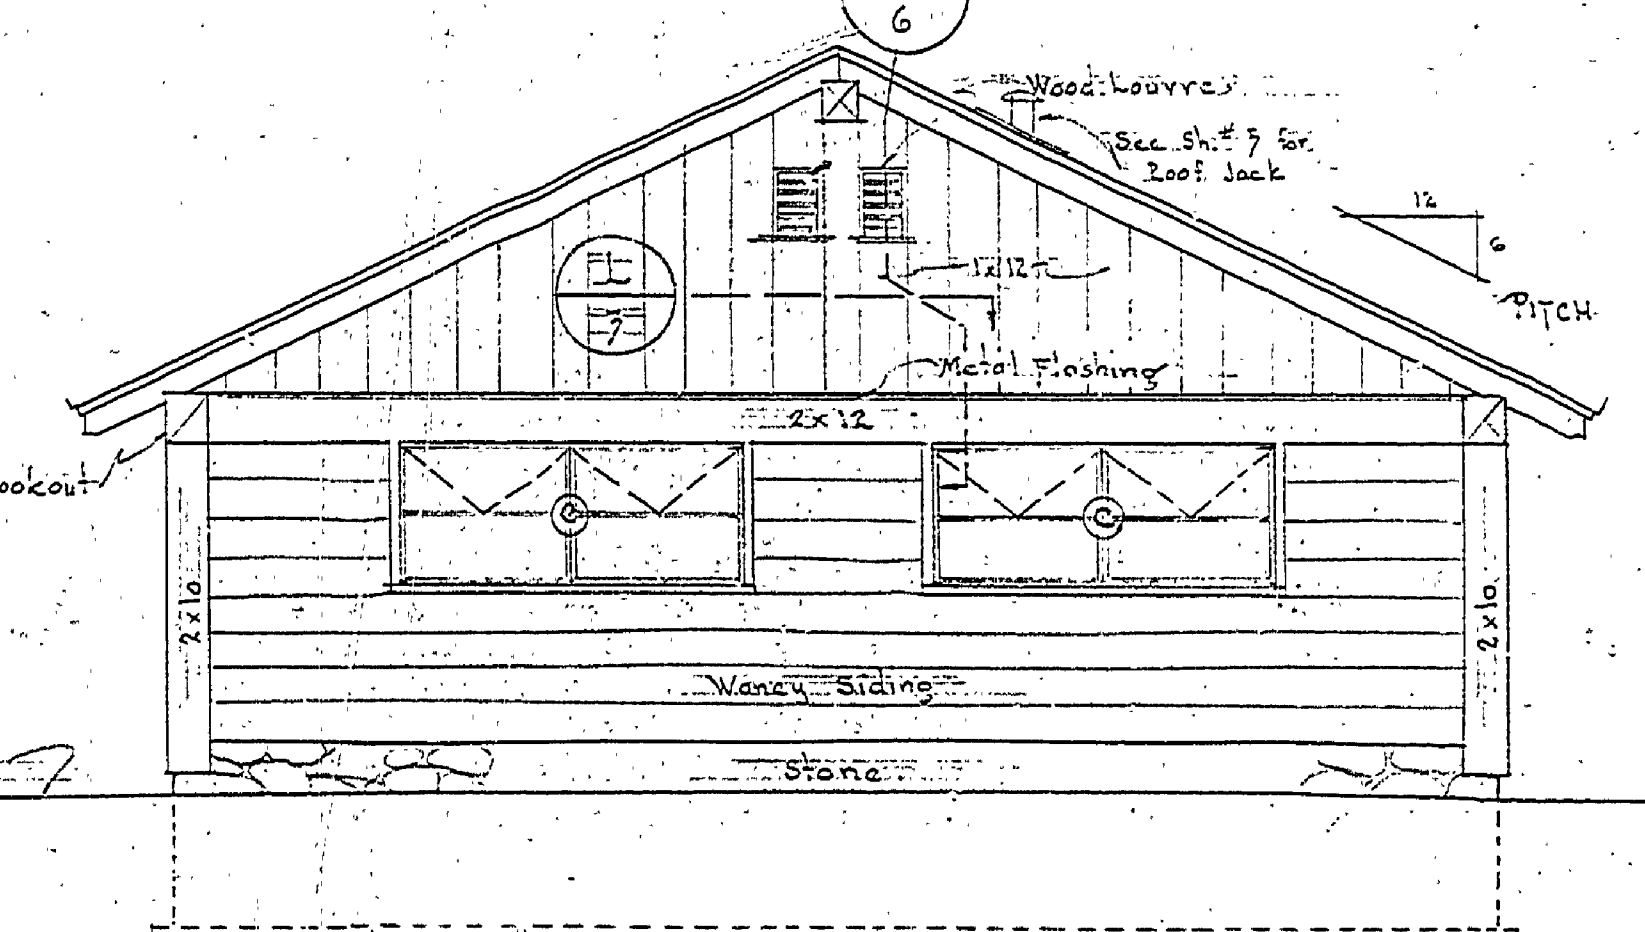 6
Wood Louvres
See Sh.# 7 for
Roof Jack
12
6
PITCH
L
7
1x12
Metal Flashing
2x12
ookout
C
C
2x10
2x10
Waney Siding
Stone